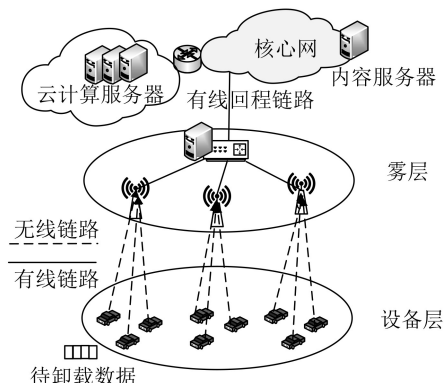 核心网
内容服务器
云计算服务器
有线回程链路
雾层
无线链路
有线链路
设备层
待卸载数据